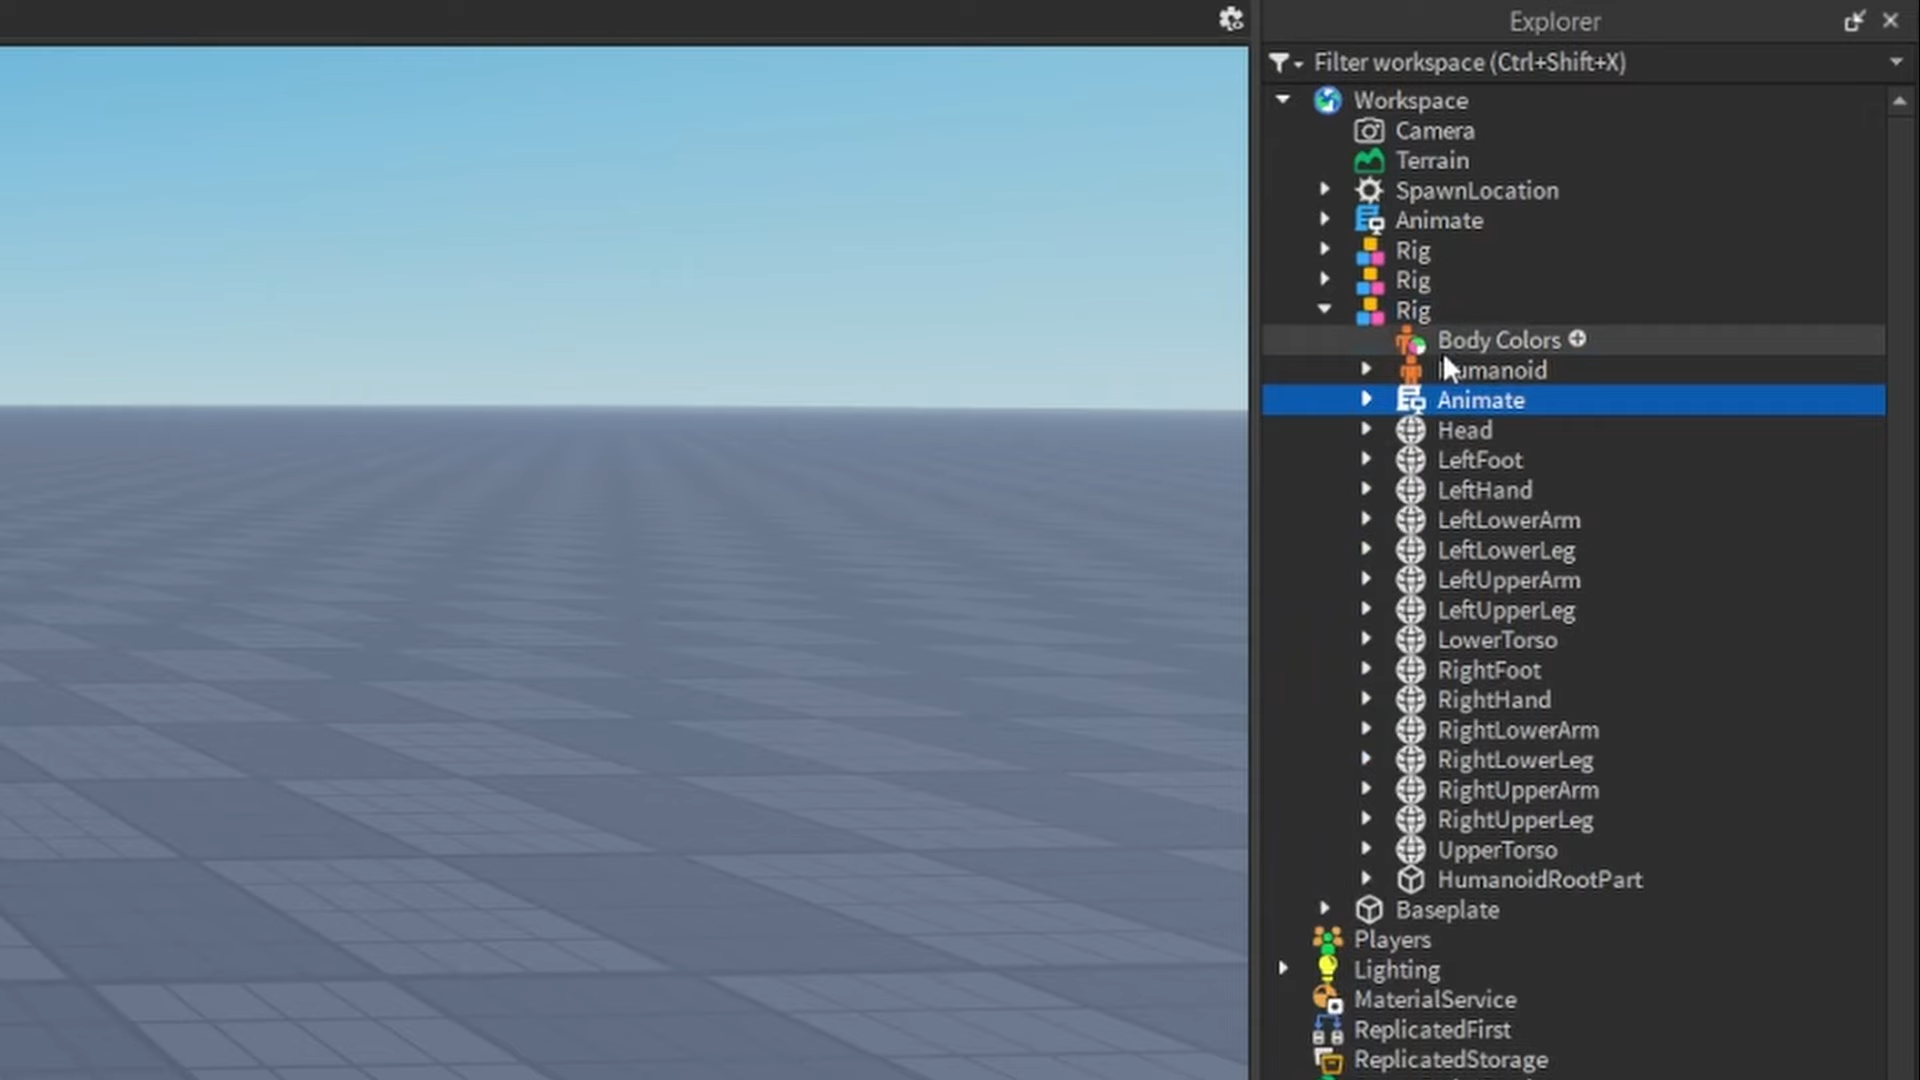 Explorer
Filter workspace (Ctrl+Shift+X)
Workspace
Camera
Terrain
SpawnLocation
Animate
Rig
Rig
Rig
Body Colors
Humanoid
Animate
Head
LeftFoot
LeftHand
LeftLowerArm
LeftLowerLeg
LeftUpperArm
LeftUpperLeg
LowerTorso
RightFoot
RightHand
RightLowerArm
RightLowerLeg
RightUpperArm
RightUpperLeg
UpperTorso
HumanoidRootPart
Baseplate
Players
Lighting
MaterialService
ReplicatedFirst
ReplicatedStorage